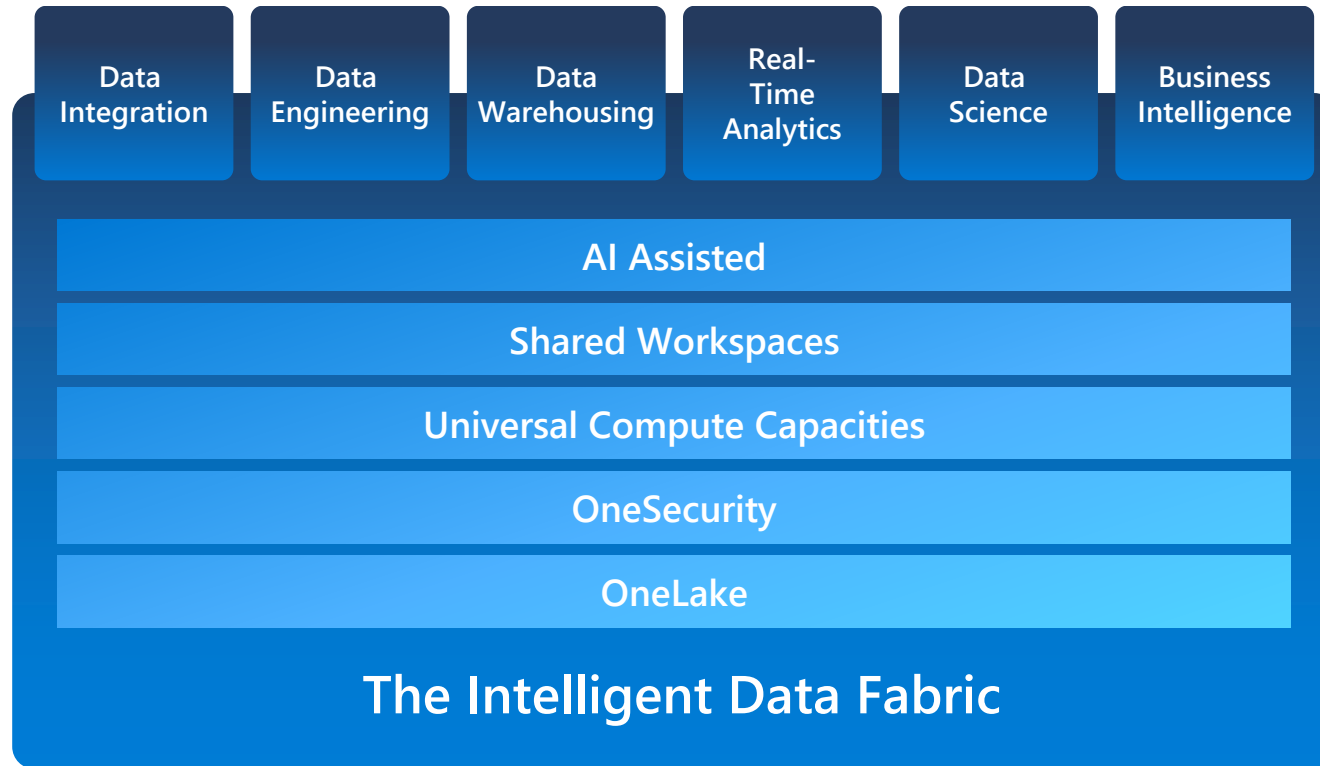 Data
Integration
Data
Engineering
Data
Warehousing
Real-
Time
Analytics
Data
Science
Business
Intelligence
AI Assisted
Shared Workspaces
Universal Compute Capacities
OneSecurity
OneLake
The Intelligent Data Fabric